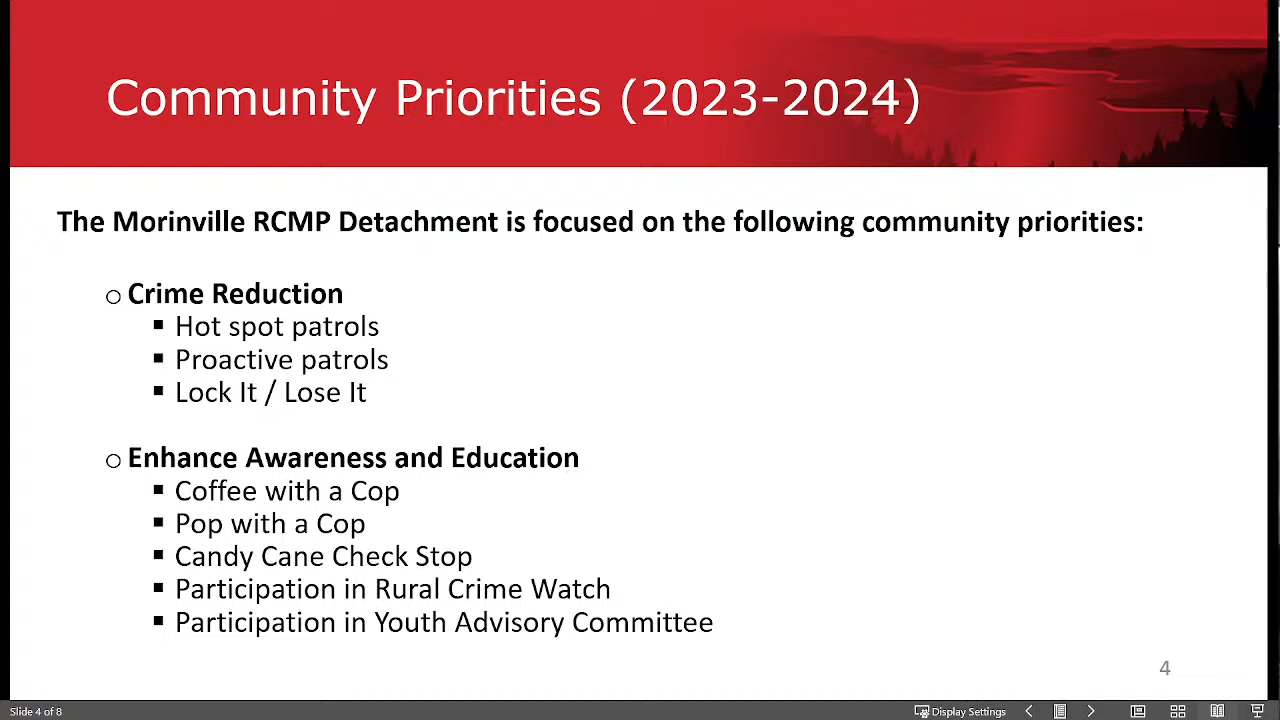 Community Priorities (2023-2024)
The Morinville RCMP Detachment is focused on the following community priorities:
Crime Reduction
Hot spot patrols
Proactive patrols
Lock It / Lose It
Enhance Awareness and Education
Coffee with a Cop
Pop with a Cop
Candy Cane Check Stop
Participation in Rural Crime Watch
Participation in Youth Advisory Committee
4
Slide 4 of 8
Display Settings